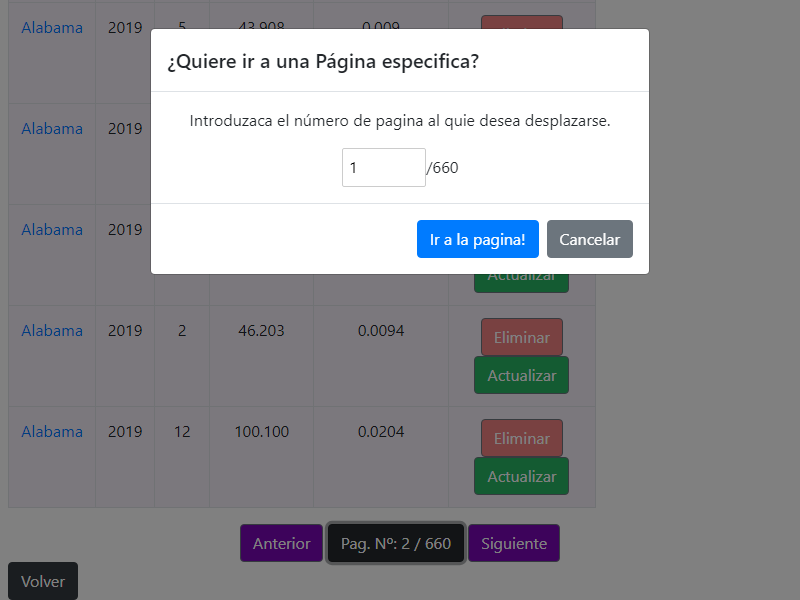 Alabama 2019 5 43.908 0.009
¿Quiere ir a una Página especifica?
Alabama 2019
Introduzaca el número de pagina al quie desea desplazarse.
1 /660
Alabama 2019
Ir a la pagina! Cancelar
Actualizar
Alabama 2019 2 46.203 0.0094 Eliminar
Actualizar
Alabama 2019 12 100.100 0.0204 Eliminar
Actualizar
Anterior Pag. Nº: 2 / 660 Siguiente
Volver